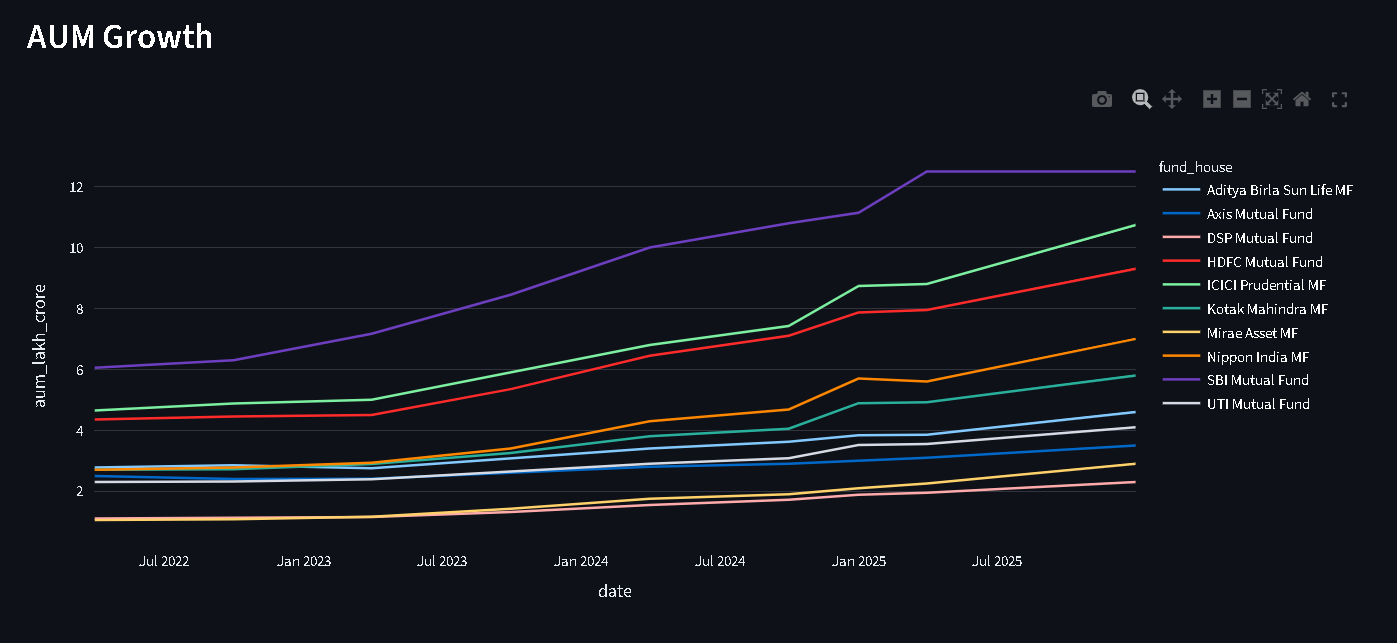 AUM Growth
fund_house
Aditya Birla Sun Life MF
Axis Mutual Fund
DSP Mutual Fund
HDFC Mutual Fund
ICICI Prudential MF
Kotak Mahindra MF
Mirae Asset MF
Nippon India MF
SBI Mutual Fund
UTI Mutual Fund
aum_lakh_crore
12
10
8
6
4
2
Jul 2022
Jan 2023
Jul 2023
Jan 2024
Jul 2024
Jan 2025
Jul 2025
date